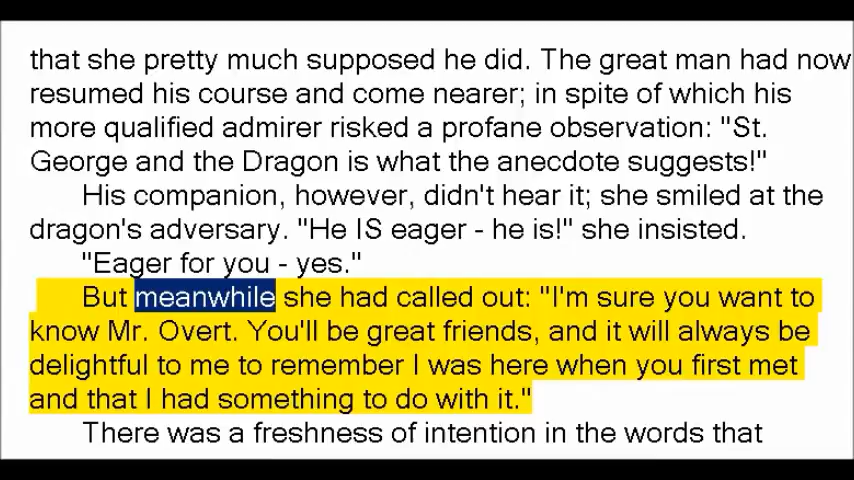 that she pretty much supposed he did. The great man had now
resumed his course and come nearer; in spite of which his
more qualified admirer risked a profane observation: "St.
George and the Dragon is what the anecdote suggests!"
His companion, however, didn't hear it; she smiled at the
dragon's adversary. "He IS eager - he is!" she insisted.
"Eager for you - yes."
But meanwhile she had called out: "I'm sure you want to
know Mr. Overt. You'll be great friends, and it will always be
delightful to me to remember I was here when you first met
and that I had something to do with it."
There was a freshness of intention in the words that